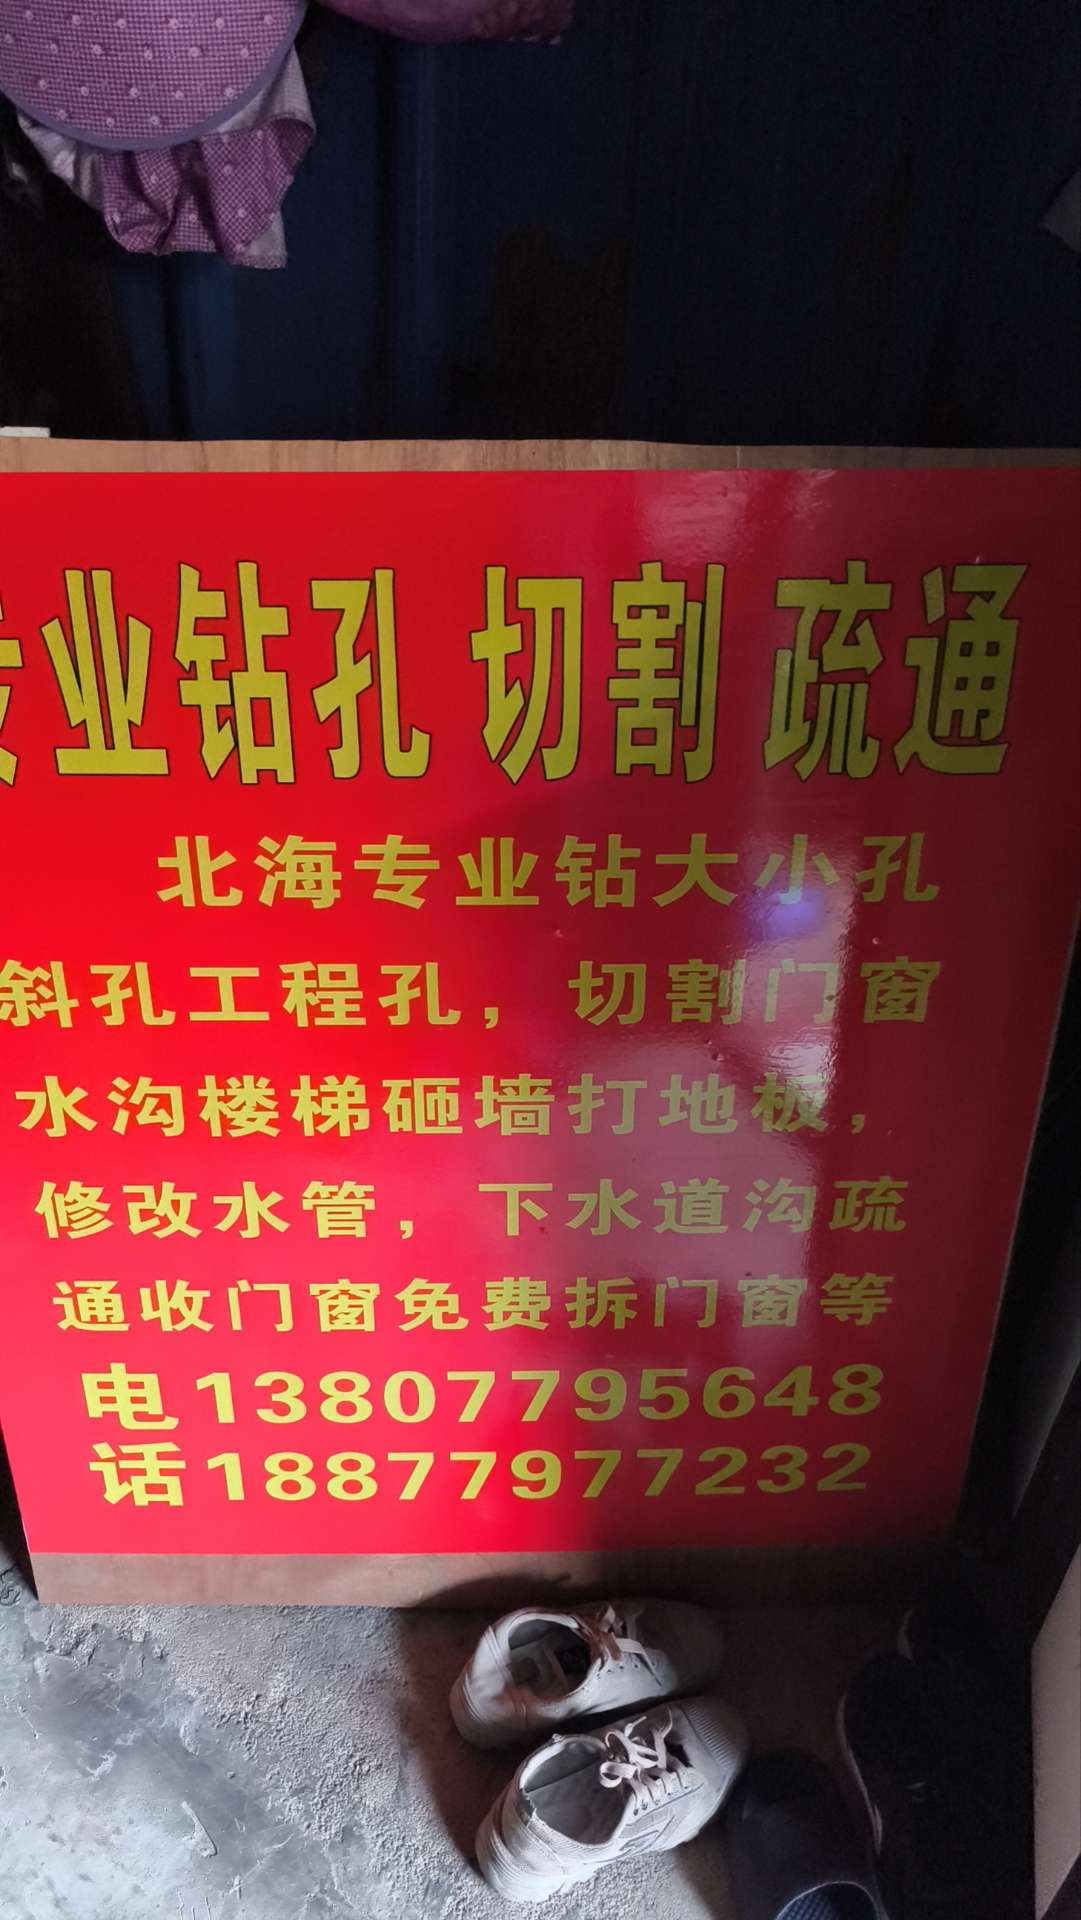 专业钻孔 切割 疏通
北海专业钻大小孔
斜孔工程孔，切割门窗
水沟楼梯砸墙打地板，
修改水管，下水道沟疏
通收门窗免费拆门窗等
电13807795648
话18877977232